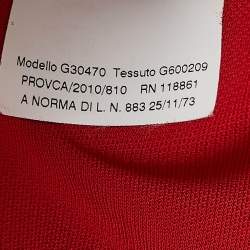 Modello G30470 Tessuto G600209
PROVCA/2010/810 RN 118861
A NORMA DI L. N. 883 25/11/73